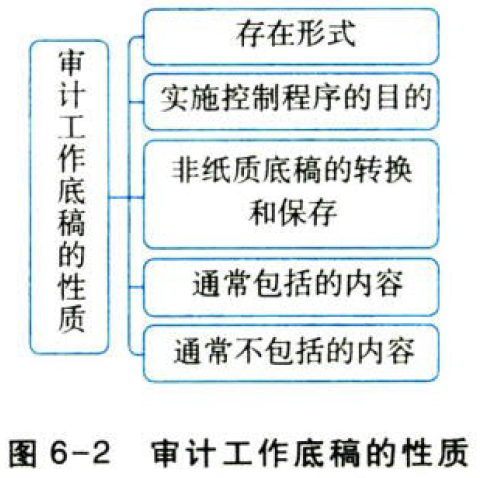 审计工作底稿的性质
存在形式
实施控制程序的目的
非纸质底稿的转换
和保存
通常包括的内容
通常不包括的内容
图 6-2 审计工作底稿的性质